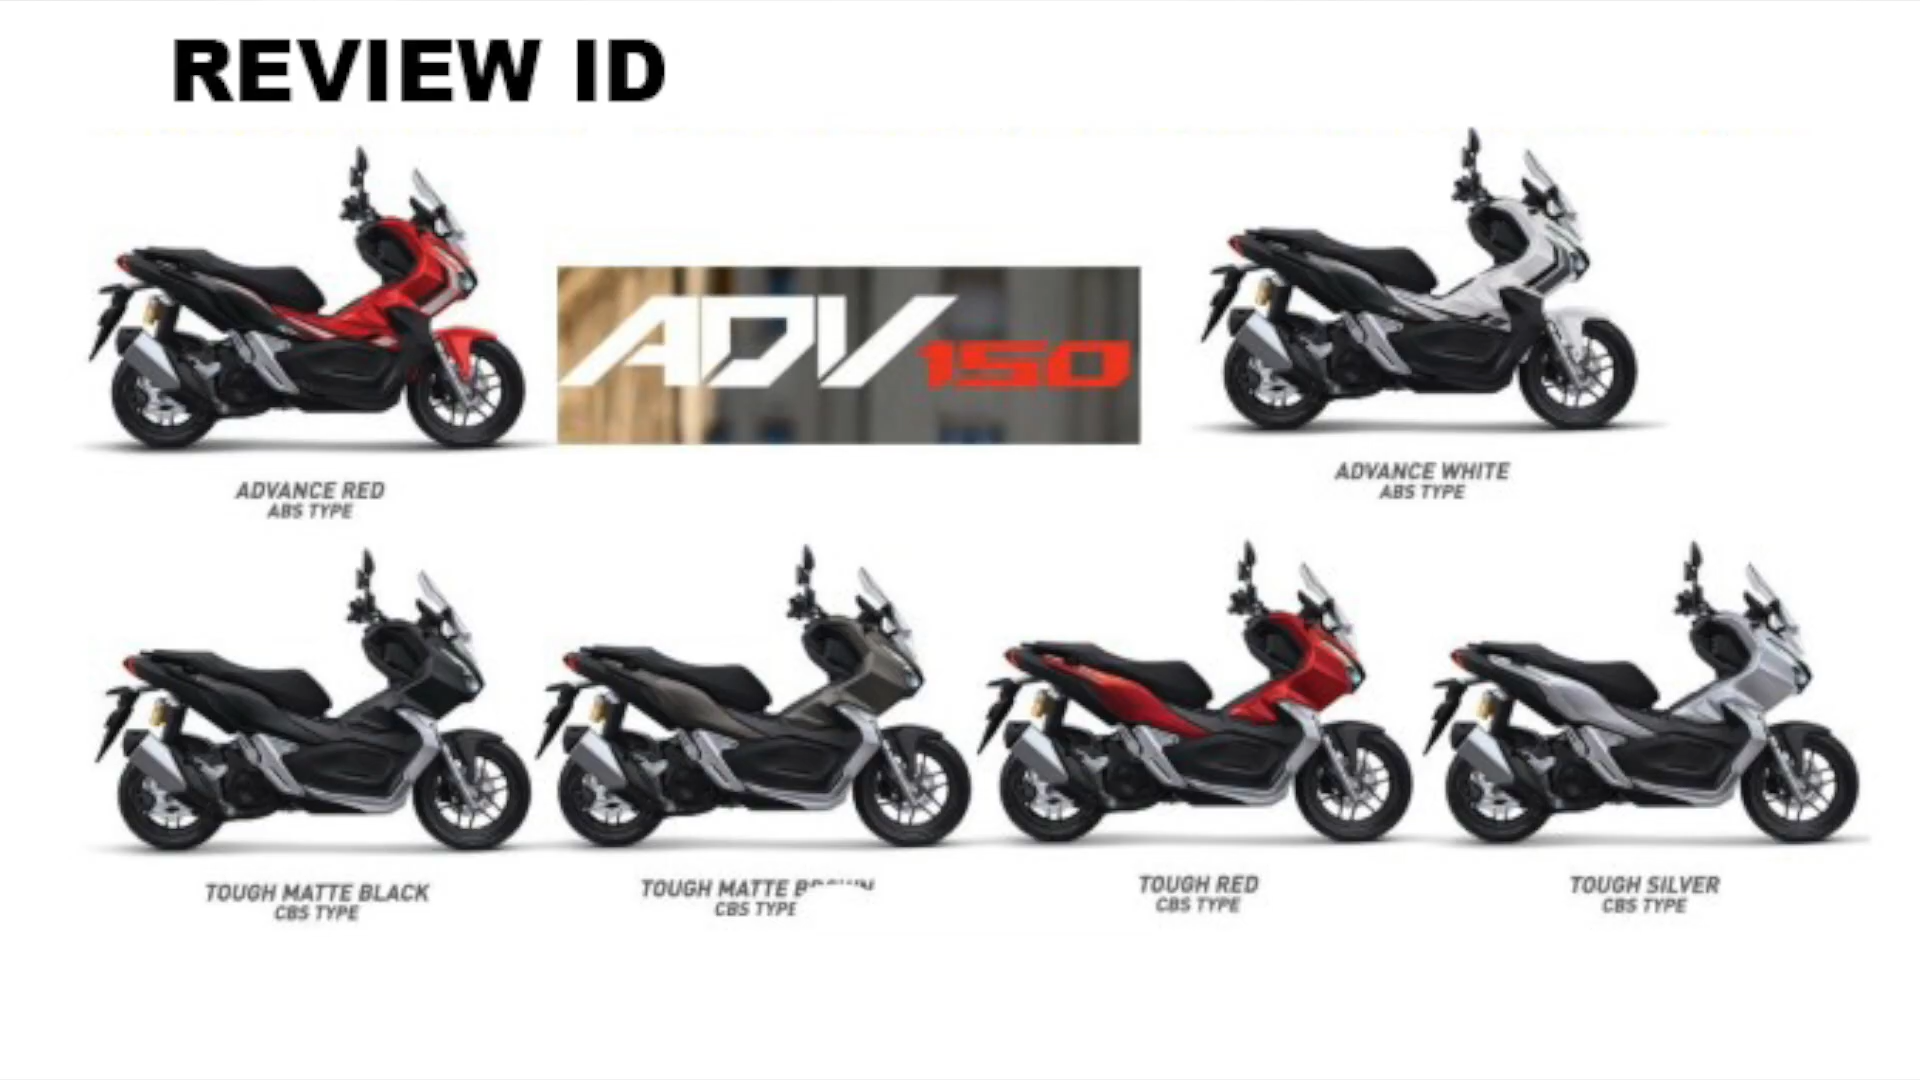 REVIEW ID
ADV 150
ADVANCE RED
ABS TYPE
ADVANCE WHITE
ABS TYPE
TOUGH MATTE BLACK
CBS TYPE
TOUGH MATTE BROWN
CBS TYPE
TOUGH RED
CBS TYPE
TOUGH SILVER
CBS TYPE